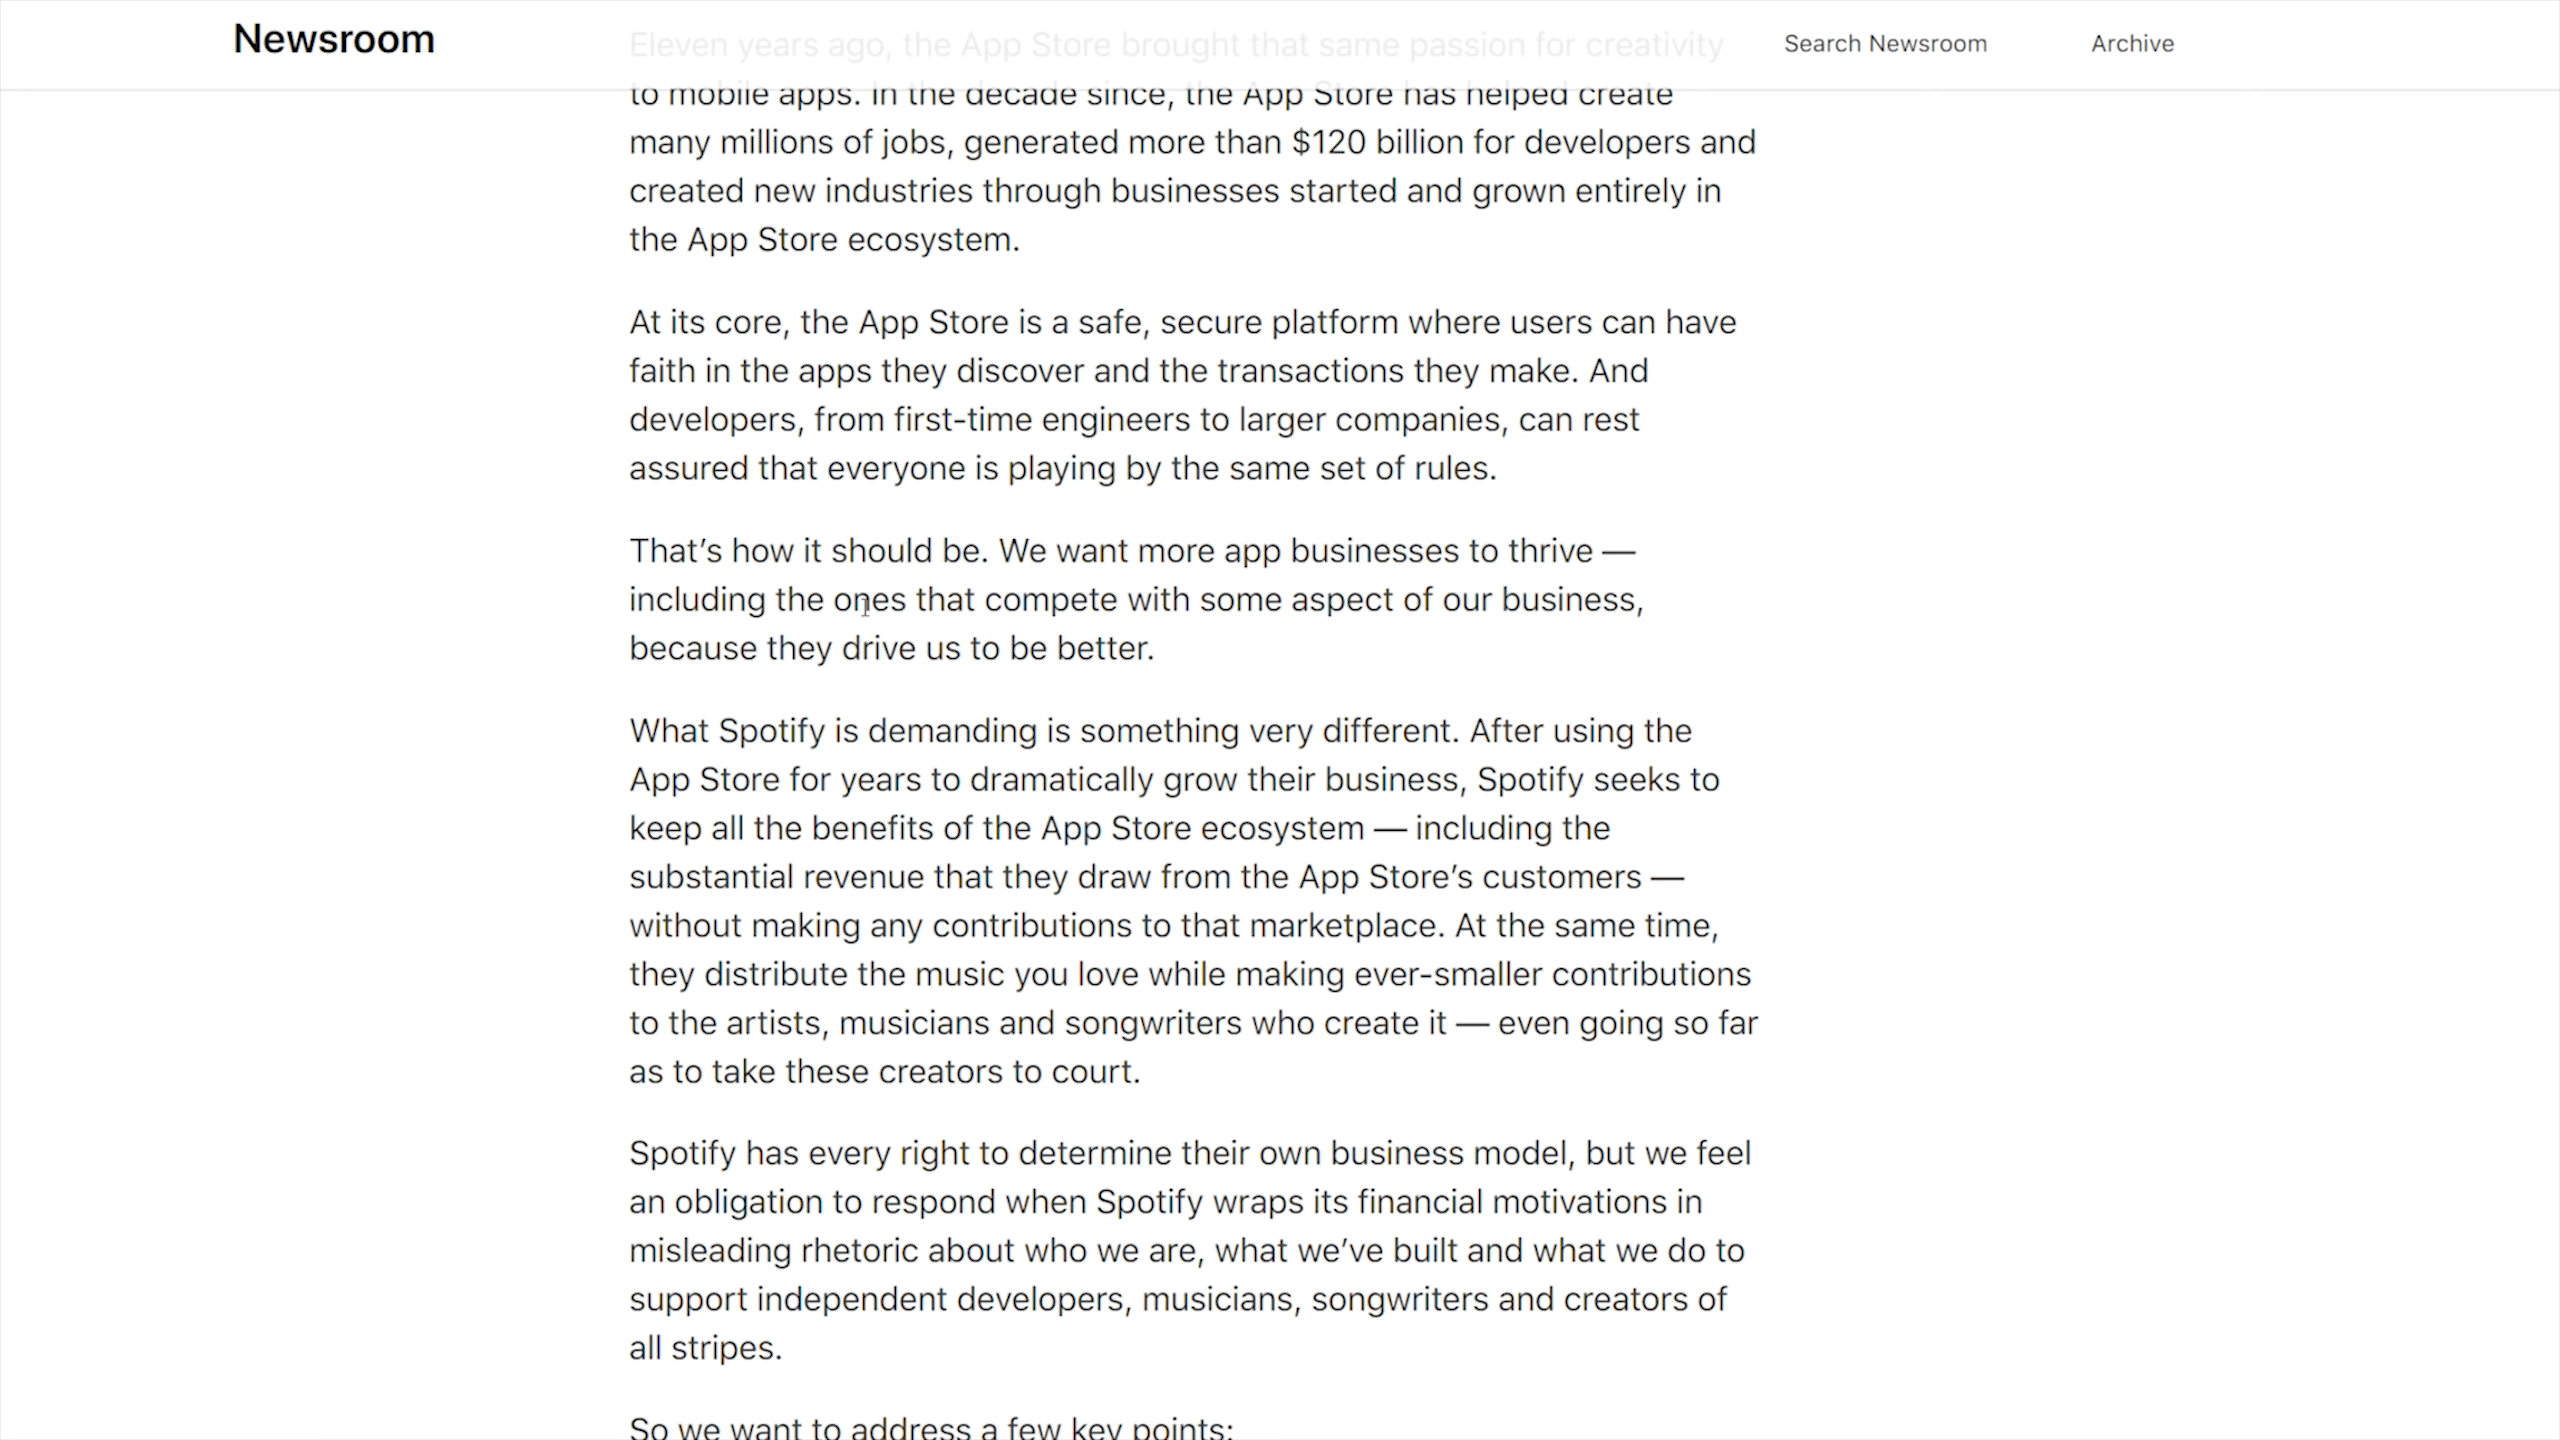 Newsroom
Search Newsroom
Archive
Eleven years ago, the App Store brought that same passion for creativity
to mobile apps. In the decade since, the App Store has helped create
many millions of jobs, generated more than $120 billion for developers and
created new industries through businesses started and grown entirely in
the App Store ecosystem.
At its core, the App Store is a safe, secure platform where users can have
faith in the apps they discover and the transactions they make. And
developers, from first-time engineers to larger companies, can rest
assured that everyone is playing by the same set of rules.
That’s how it should be. We want more app businesses to thrive —
including the ones that compete with some aspect of our business,
because they drive us to be better.
What Spotify is demanding is something very different. After using the
App Store for years to dramatically grow their business, Spotify seeks to
keep all the benefits of the App Store ecosystem — including the
substantial revenue that they draw from the App Store’s customers —
without making any contributions to that marketplace. At the same time,
they distribute the music you love while making ever-smaller contributions
to the artists, musicians and songwriters who create it — even going so far
as to take these creators to court.
Spotify has every right to determine their own business model, but we feel
an obligation to respond when Spotify wraps its financial motivations in
misleading rhetoric about who we are, what we’ve built and what we do to
support independent developers, musicians, songwriters and creators of
all stripes.
So we want to address a few key points: